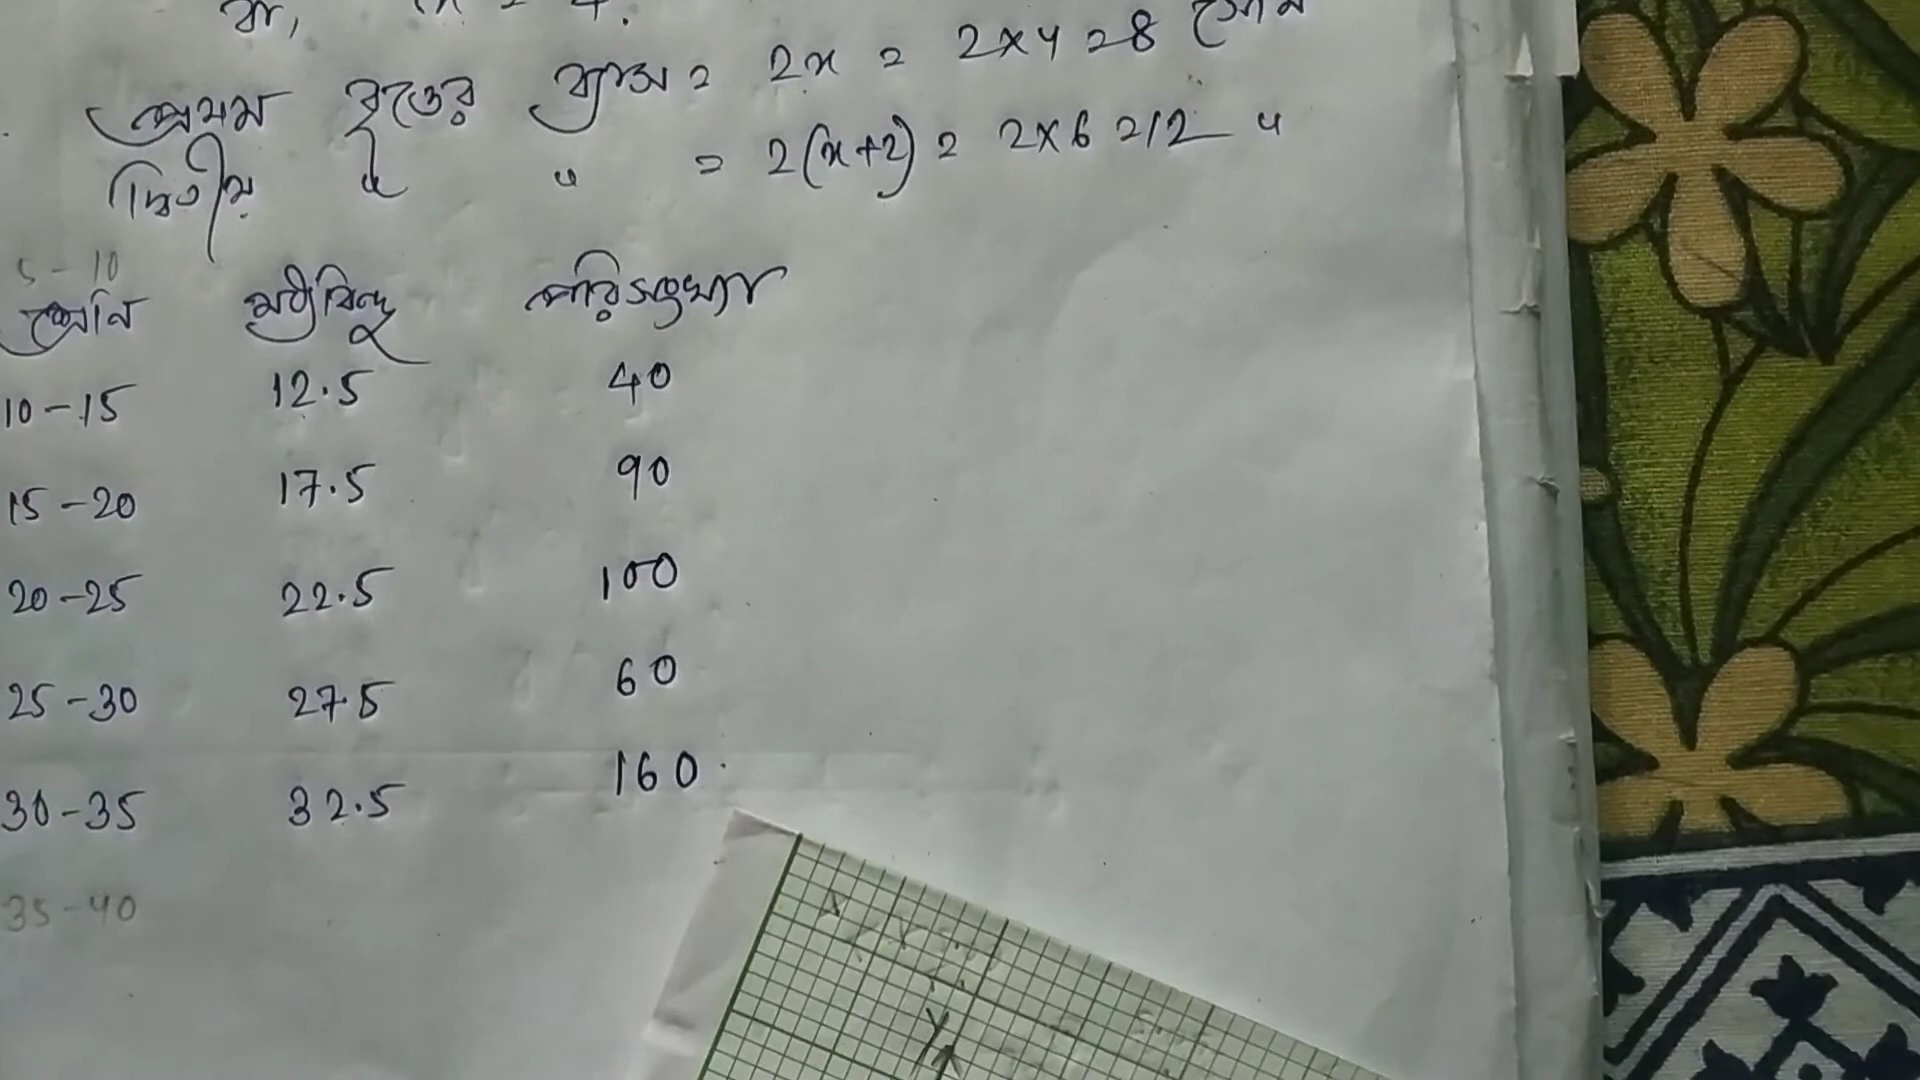 বা, x = 4.
প্রথম বৃত্তের ব্যাস = 2x = 2×4 = 8 সেমি
দ্বিতীয় " " = 2(x+2) = 2×6 = 12 "
5-10
শ্রেনি মধ্যবিন্দু পরিসংখ্যা
10-15 12.5 40
15-20 17.5 90
20-25 22.5 100
25-30 27.5 60
30-35 32.5 160
35-40
Y